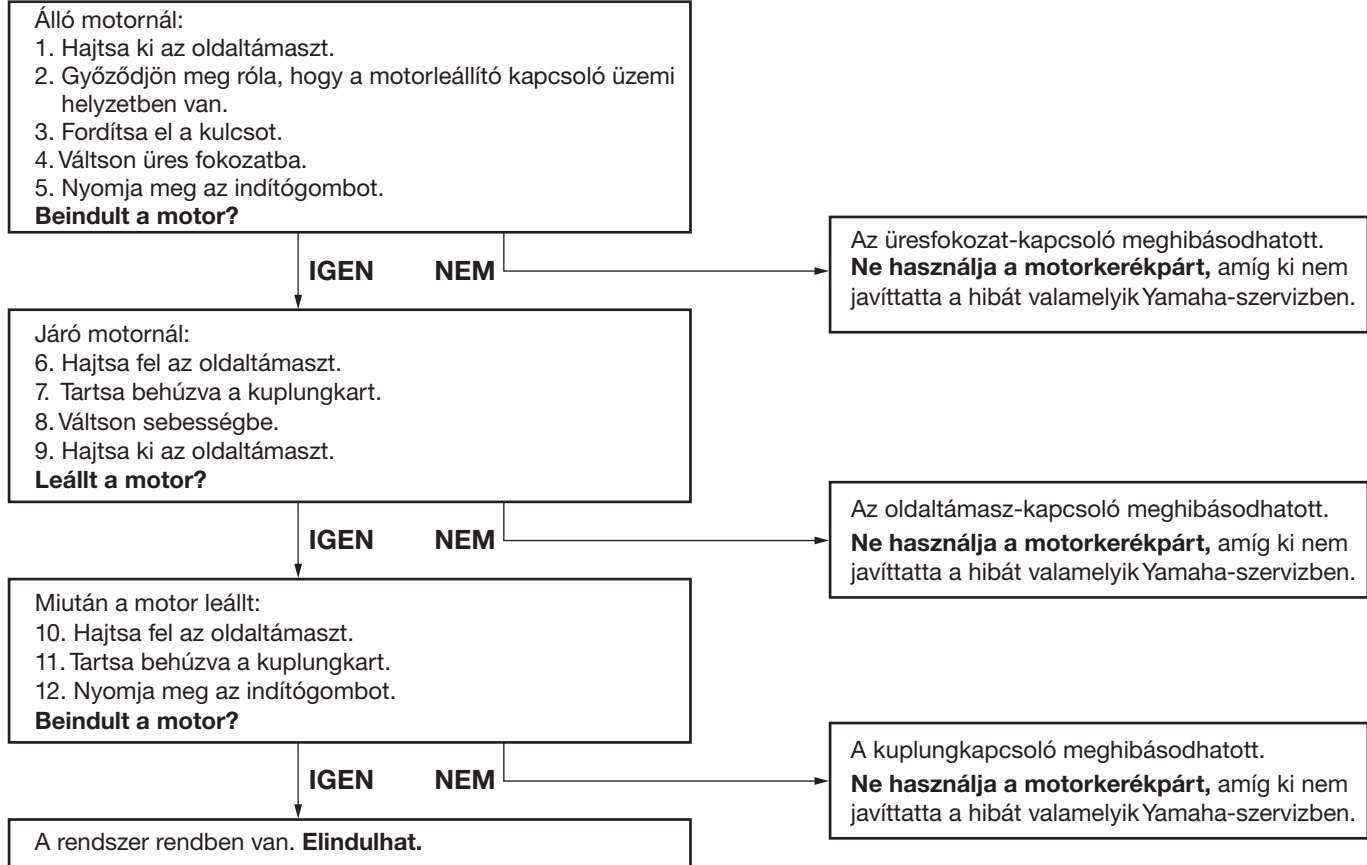 Álló motornál:
1. Hajtsa ki az oldaltámaszt.
2. Győződjön meg róla, hogy a motorleállító kapcsoló üzemi
helyzetben van.
3. Fordítsa el a kulcsot.
4. Váltson üres fokozatba.
5. Nyomja meg az indítógombot.
Beindult a motor?
IGEN NEM
Az üresfokozat-kapcsoló meghibásodhatott.
Ne használja a motorkerékpárt, amíg ki nem
javíttatta a hibát valamelyik Yamaha-szervizben.
Járó motornál:
6. Hajtsa fel az oldaltámaszt.
7. Tartsa behúzva a kuplungkart.
8. Váltson sebességbe.
9. Hajtsa ki az oldaltámaszt.
Leállt a motor?
IGEN NEM
Az oldaltámasz-kapcsoló meghibásodhatott.
Ne használja a motorkerékpárt, amíg ki nem
javíttatta a hibát valamelyik Yamaha-szervizben.
Miután a motor leállt:
10. Hajtsa fel az oldaltámaszt.
11. Tartsa behúzva a kuplungkart.
12. Nyomja meg az indítógombot.
Beindult a motor?
IGEN NEM
A kuplungkapcsoló meghibásodhatott.
Ne használja a motorkerékpárt, amíg ki nem
javíttatta a hibát valamelyik Yamaha-szervizben.
A rendszer rendben van. Elindulhat.